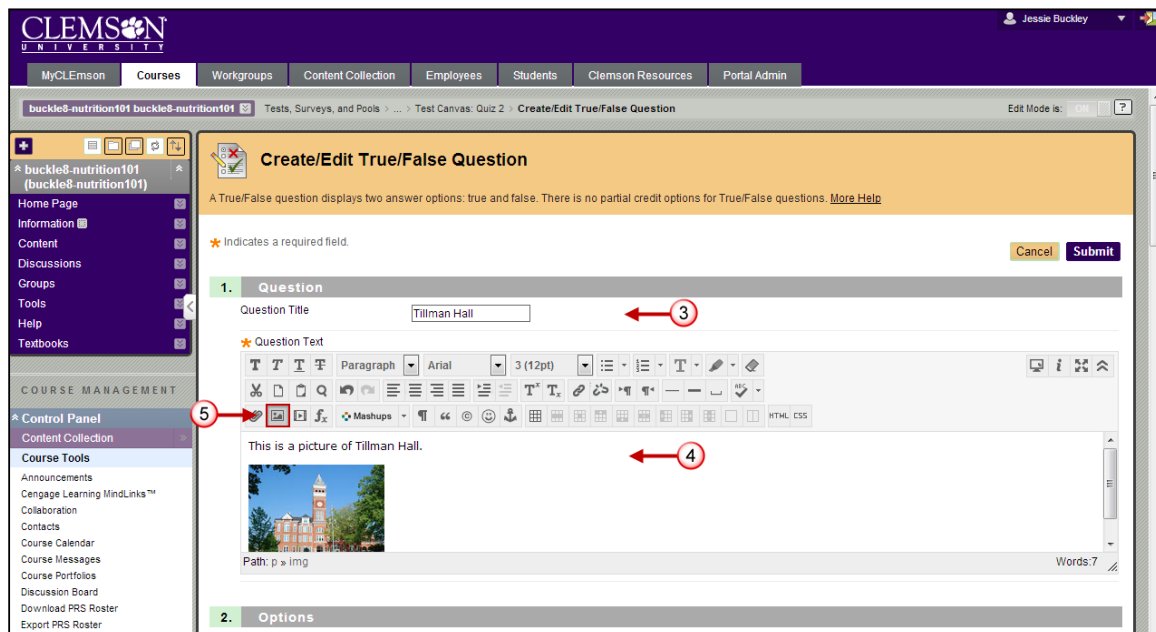 CLEMSON
UNIVERSITY
Jessie Buckley
MyCLEmson Courses Workgroups Content Collection Employees Students Clemson Resources Portal Admin
buckle8-nutrition101 buckle8-nutrition101 Tests, Surveys, and Pools > ... > Test Canvas: Quiz 2 > Create/Edit True/False Question Edit Mode is: ?
buckle8-nutrition101
(buckle8-nutrition101)
Home Page
Information
Content
Discussions
Groups
Tools
Help
Textbooks
COURSE MANAGEMENT
Control Panel
Content Collection
Course Tools
Announcements
Cengage Learning MindLinks™
Collaboration
Contacts
Course Calendar
Course Messages
Course Portfolios
Discussion Board
Download PRS Roster
Export PRS Roster
Create/Edit True/False Question
A True/False question displays two answer options: true and false. There is no partial credit options for True/False questions. More Help
Indicates a required field.
Cancel Submit
1. Question
Question Title Tillman Hall 3
Question Text
T T T T Paragraph Arial 3 (12pt) T i
Tx Tx ABC
5 fx Mashups ¶ “ © HTML CSS
This is a picture of Tillman Hall.
4
Path: p » img Words:7
2. Options